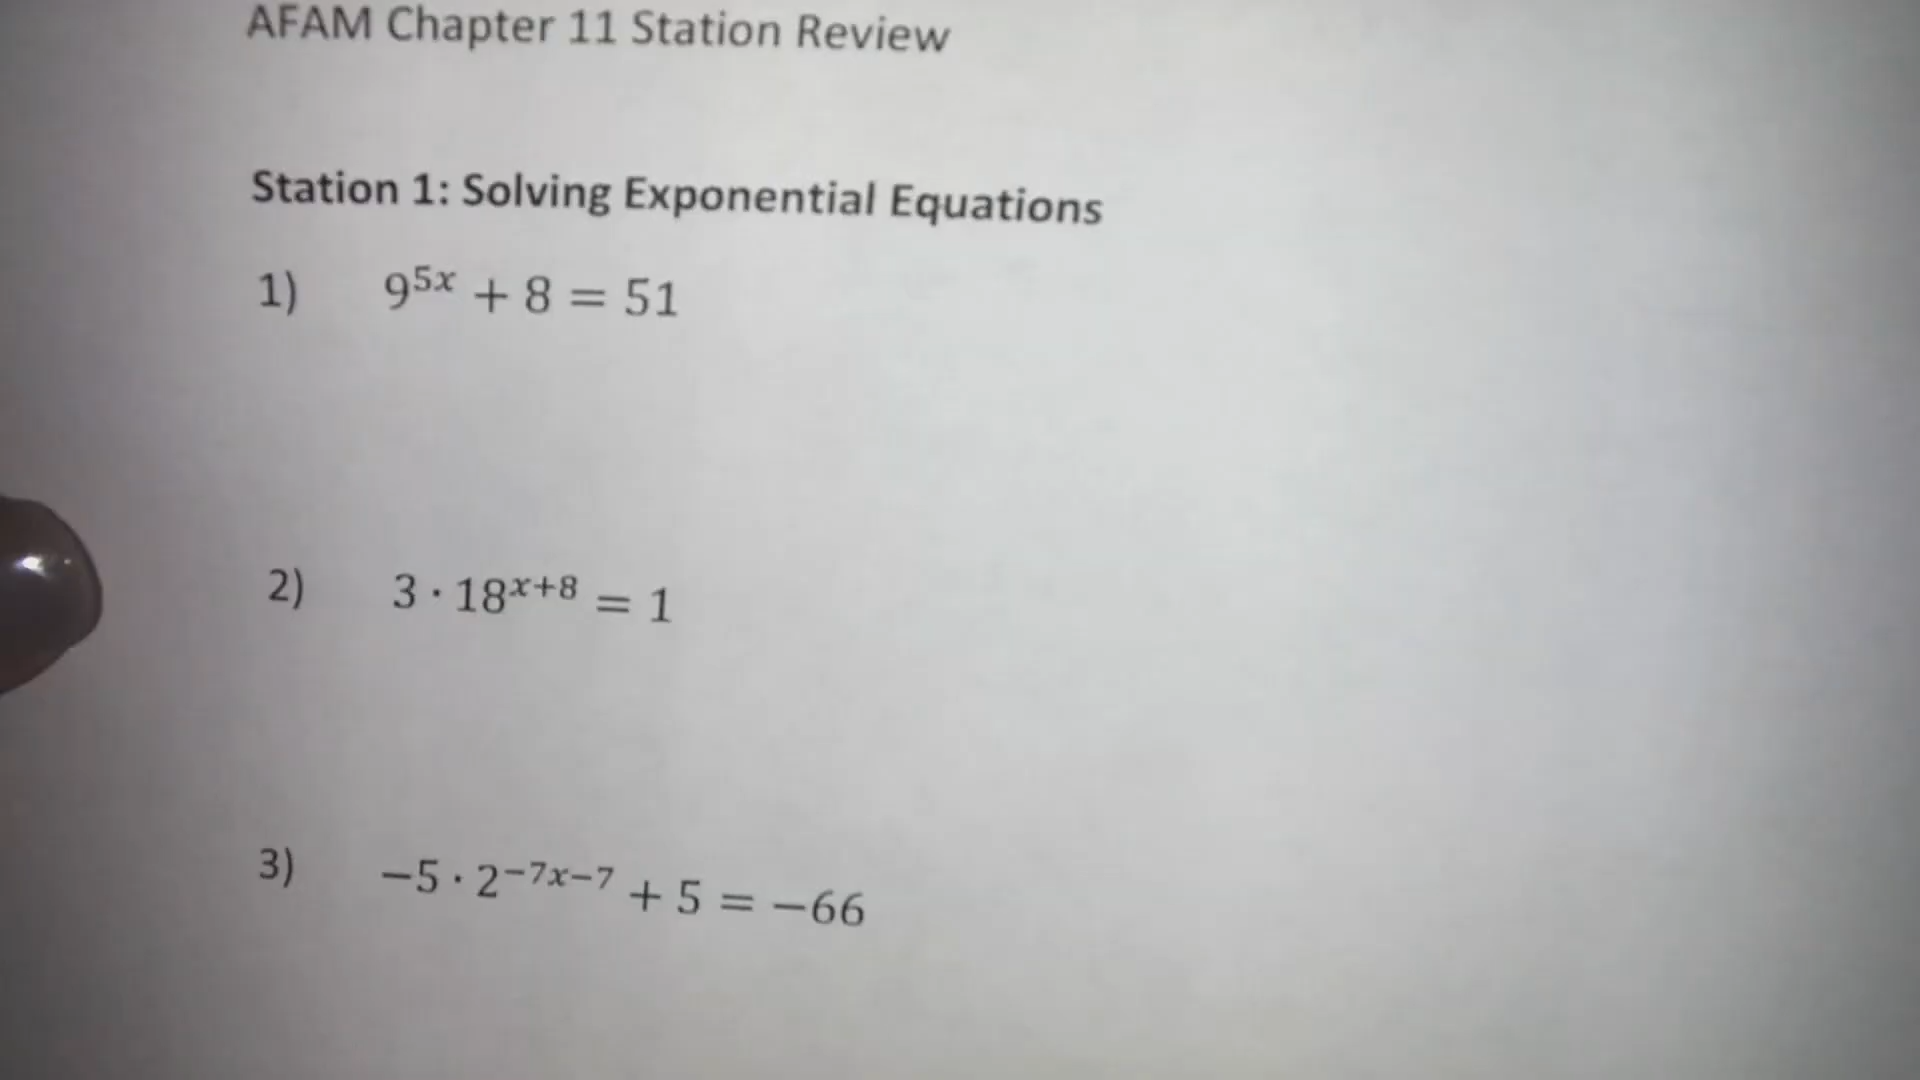 AFAM Chapter 11 Station Review
Station 1: Solving Exponential Equations
1) 9^{5x} + 8 = 51
2) 3 · 18^{x+8} = 1
3) −5 · 2^{−7x−7} + 5 = −66